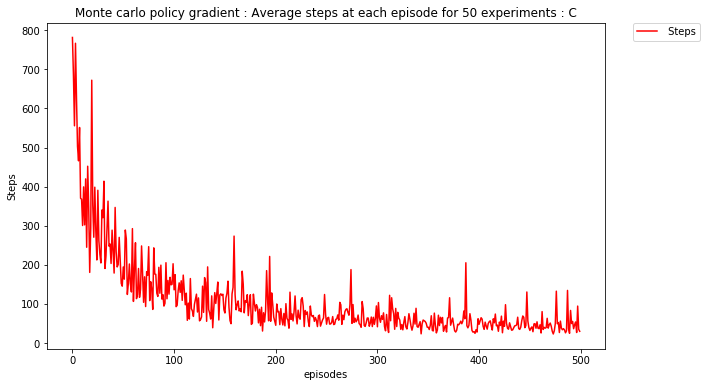 Monte carlo policy gradient : Average steps at each episode for 50 experiments : C
Steps
800
700
600
500
400
300
200
100
0
Steps
0 100 200 300 400 500
episodes